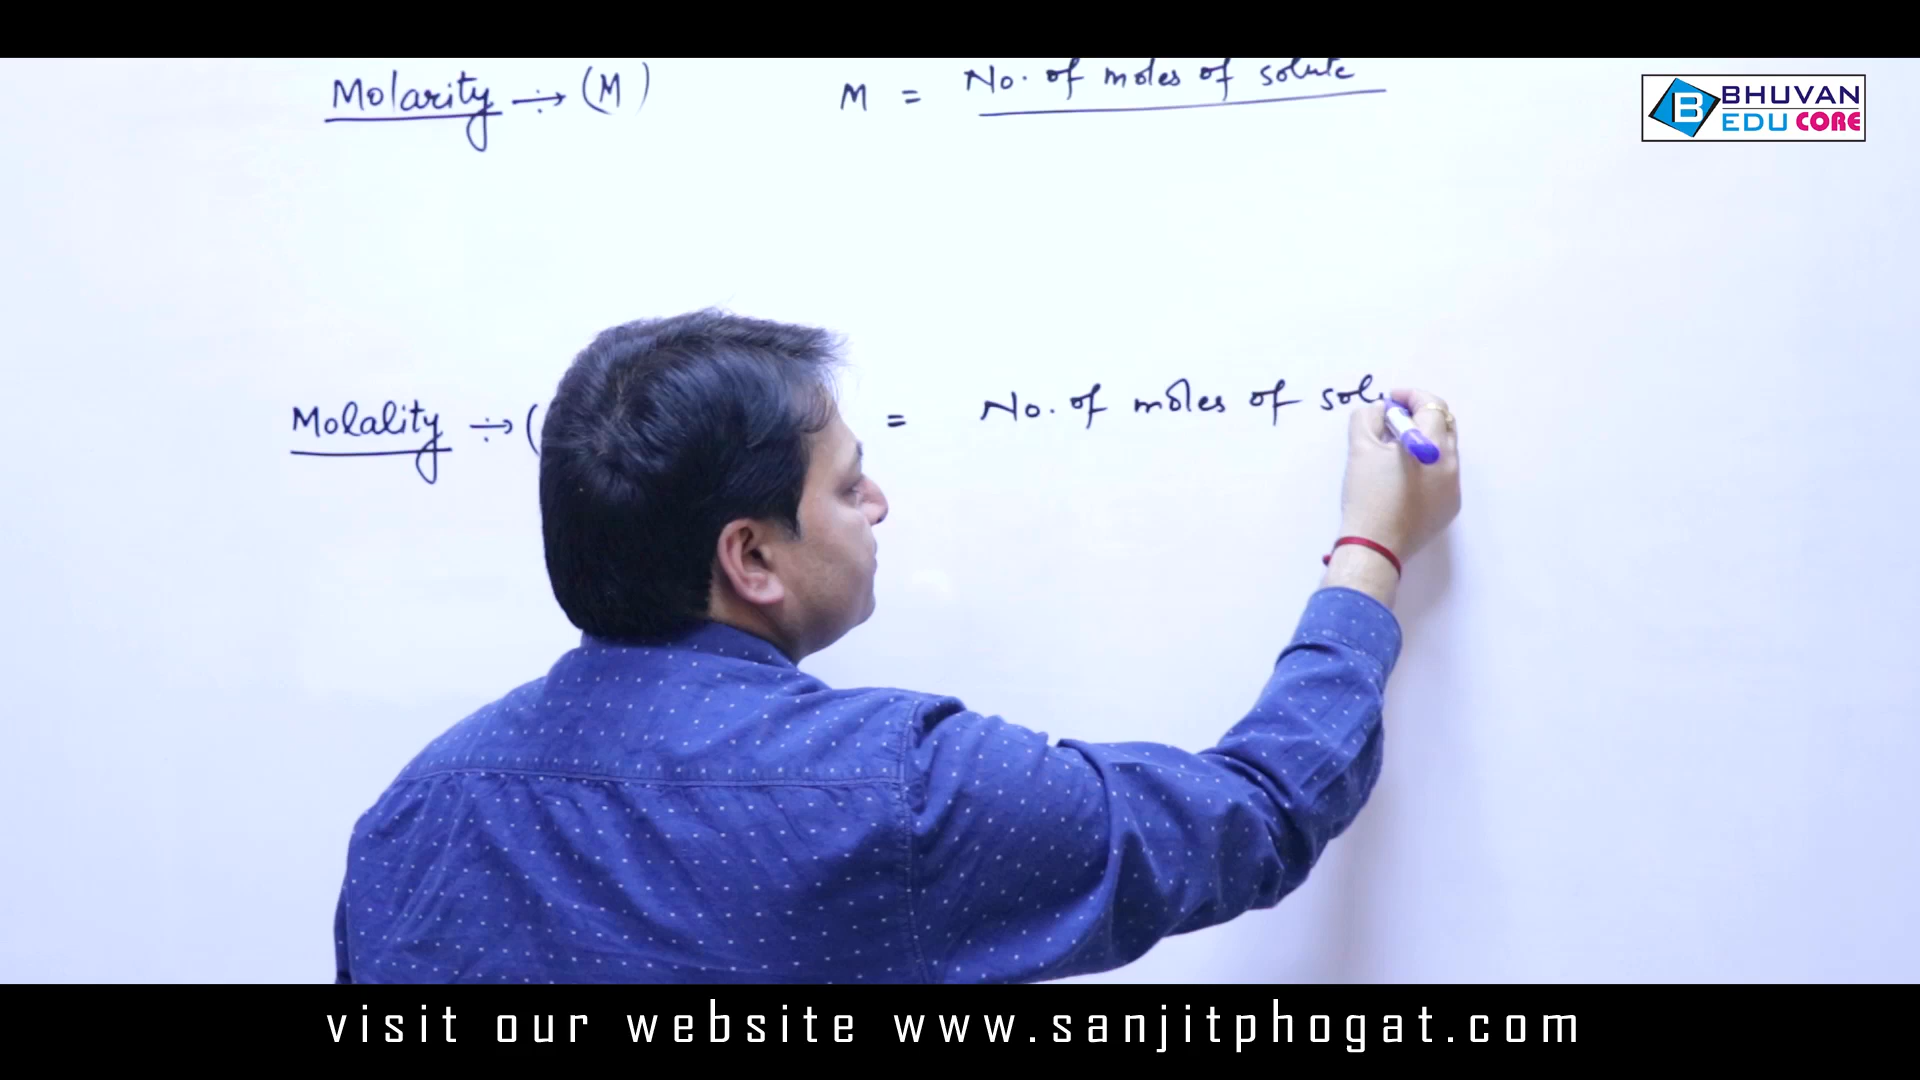 Molarity ÷→ (M) M = No. of moles of solute
BHUVAN
EDU CORE
Molality ÷→ ( = No. of moles of solu
visit our website www.sanjitphogat.com